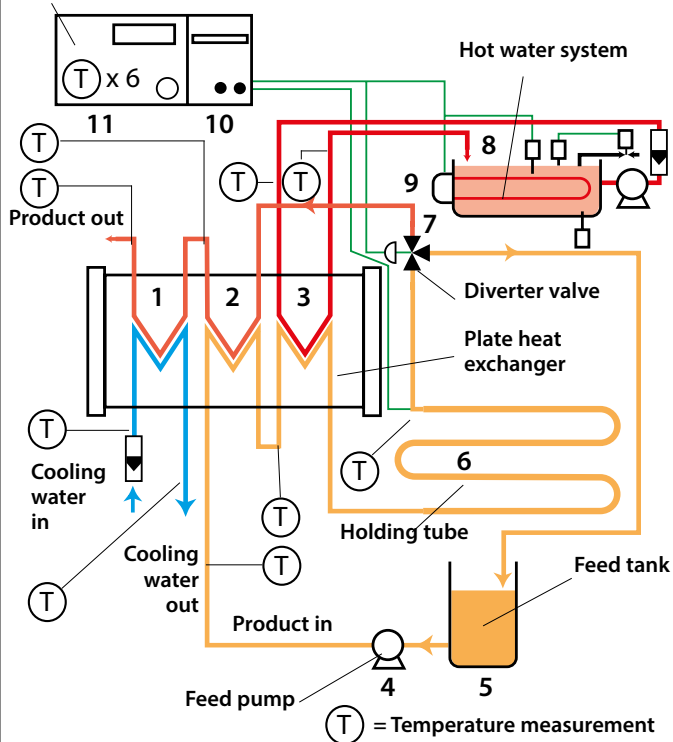 Hot water system
T x 6
11
10
T
8
T
T
T
9
Product out
7
1
2
3
Diverter valve
Plate heat
exchanger
T
T
6
Cooling
water
in
T
Holding tube
Cooling
water
out
T
T
Feed tank
Product in
Feed pump
4
5
T = Temperature measurement